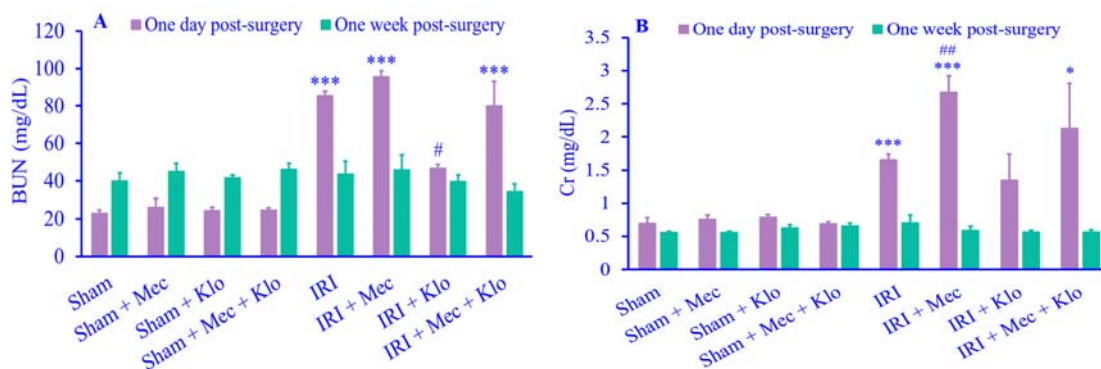 A
One day post-surgery One week post-surgery
BUN (mg/dL)
120
100
80
60
40
20
0
***
***
#
***
Sham
Sham + Mec
Sham + Klo
Sham + Mec + Klo
IRI
IRI + Mec
IRI + Klo
IRI + Mec + Klo
B
One day post-surgery One week post-surgery
Cr (mg/dL)
3.5
3
2.5
2
1.5
1
0.5
0
***
##
***
*
Sham
Sham + Mec
Sham + Klo
Sham + Mec + Klo
IRI
IRI + Mec
IRI + Klo
IRI + Mec + Klo